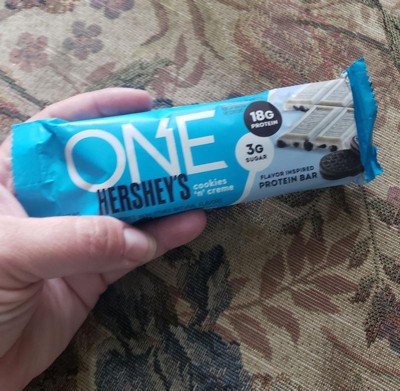 ONE
HERSHEY'S
cookies
'n' creme
18G
PROTEIN
3G
SUGAR
FLAVOR INSPIRED
PROTEIN BAR